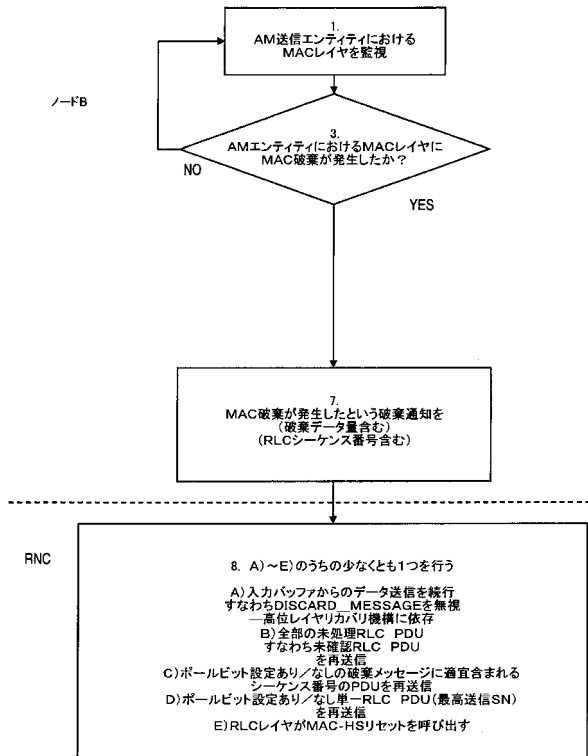 1.
AM送信エンティティにおける
MACレイヤを監視
ノードB
3.
AMエンティティにおけるMACレイヤに
MAC破棄が発生したか？
NO
YES
7.
MAC破棄が発生したという破棄通知を
(破棄データ量含む)
(RLCシーケンス番号含む)
RNC
8. A)～E)のうちの少なくとも1つを行う
A)入力バッファからのデータ送信を続行
すなわちDISCARD__MESSAGEを無視
―高位レイヤリカバリ機構に依存
B)全部の未処理RLC PDU
すなわち未確認RLC PDU
を再送信
C)ポールビット設定あり／なしの破棄メッセージに適宜含まれる
シーケンス番号のPDUを再送信
D)ポールビット設定あり／なし単一RLC PDU(最高送信SN)
を再送信
E)RLCレイヤがMAC-HSリセットを呼び出す